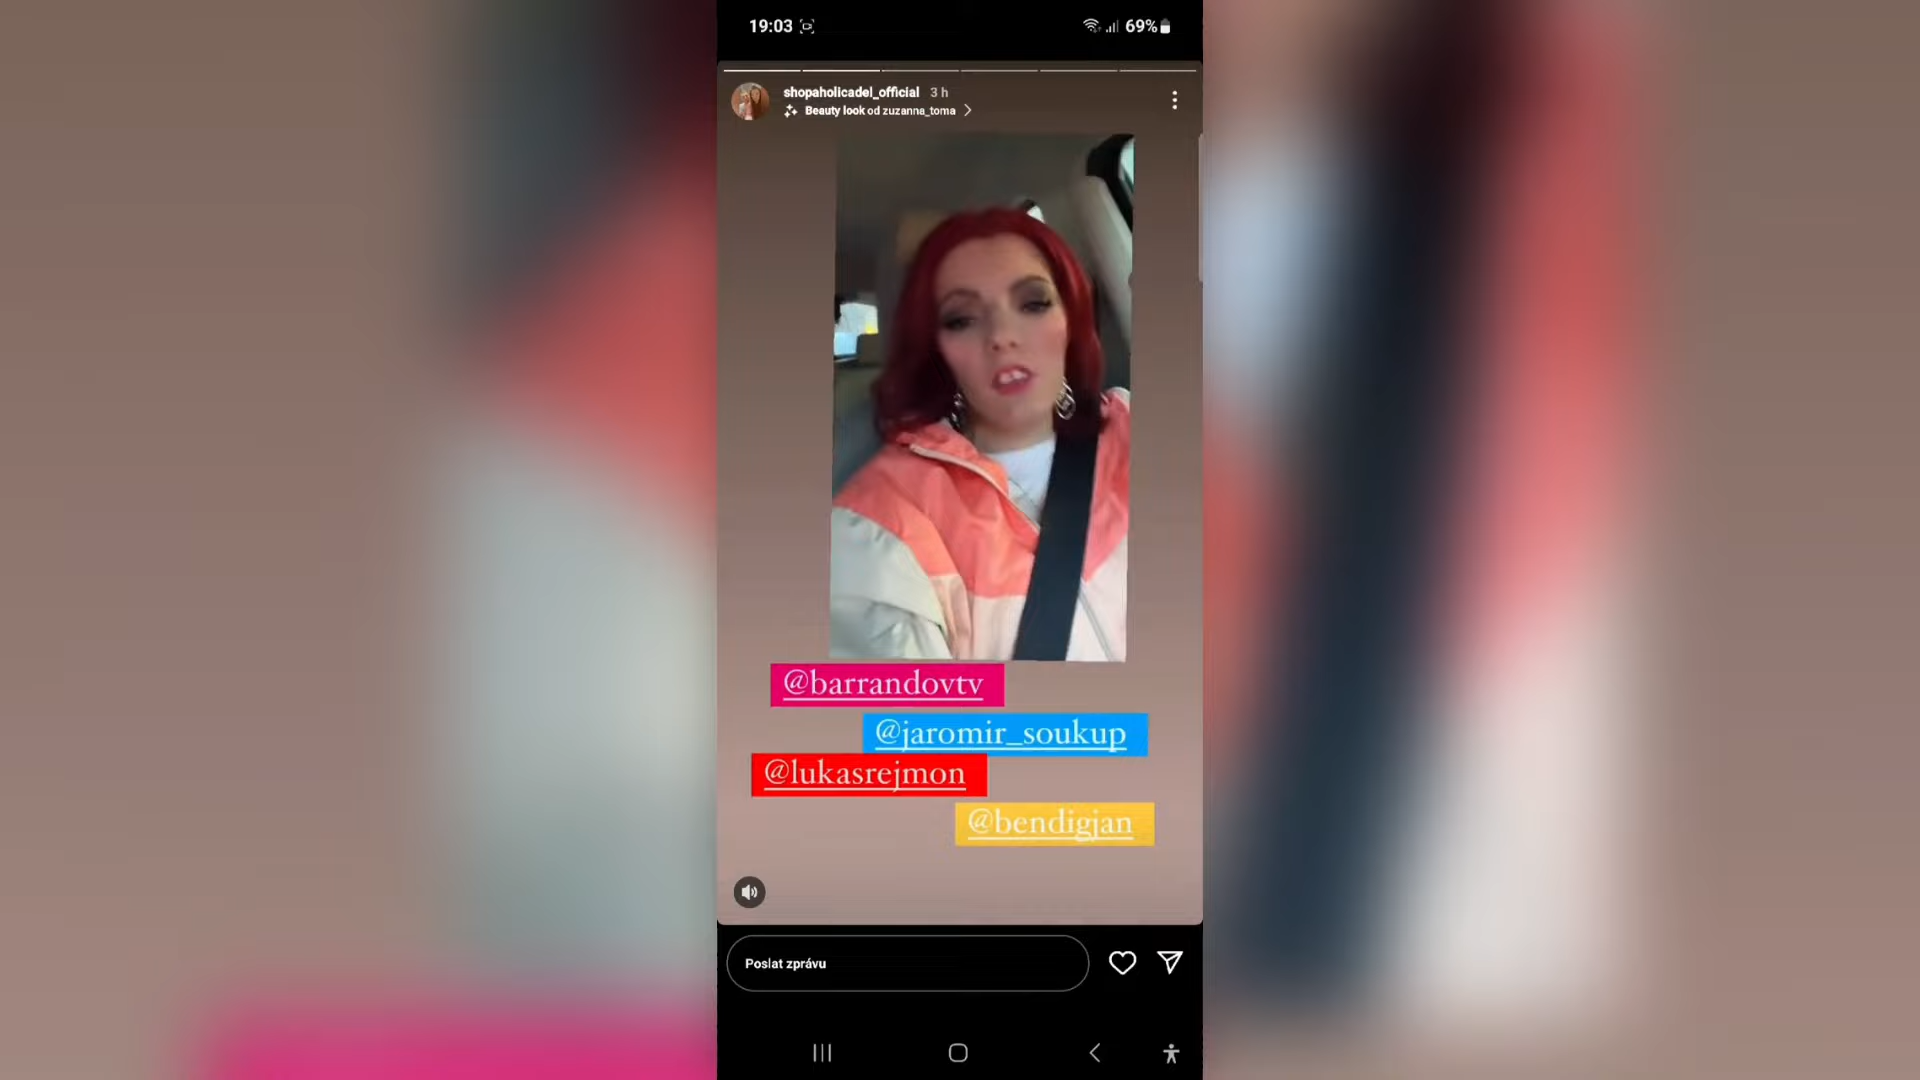 19:03
69%
shopaholicadel_official 3 h
Beauty look od zuzanna_toma
@barrandovtv
@jaromir_soukup
@lukasrejmon
@bendigjan
Poslat zprávu